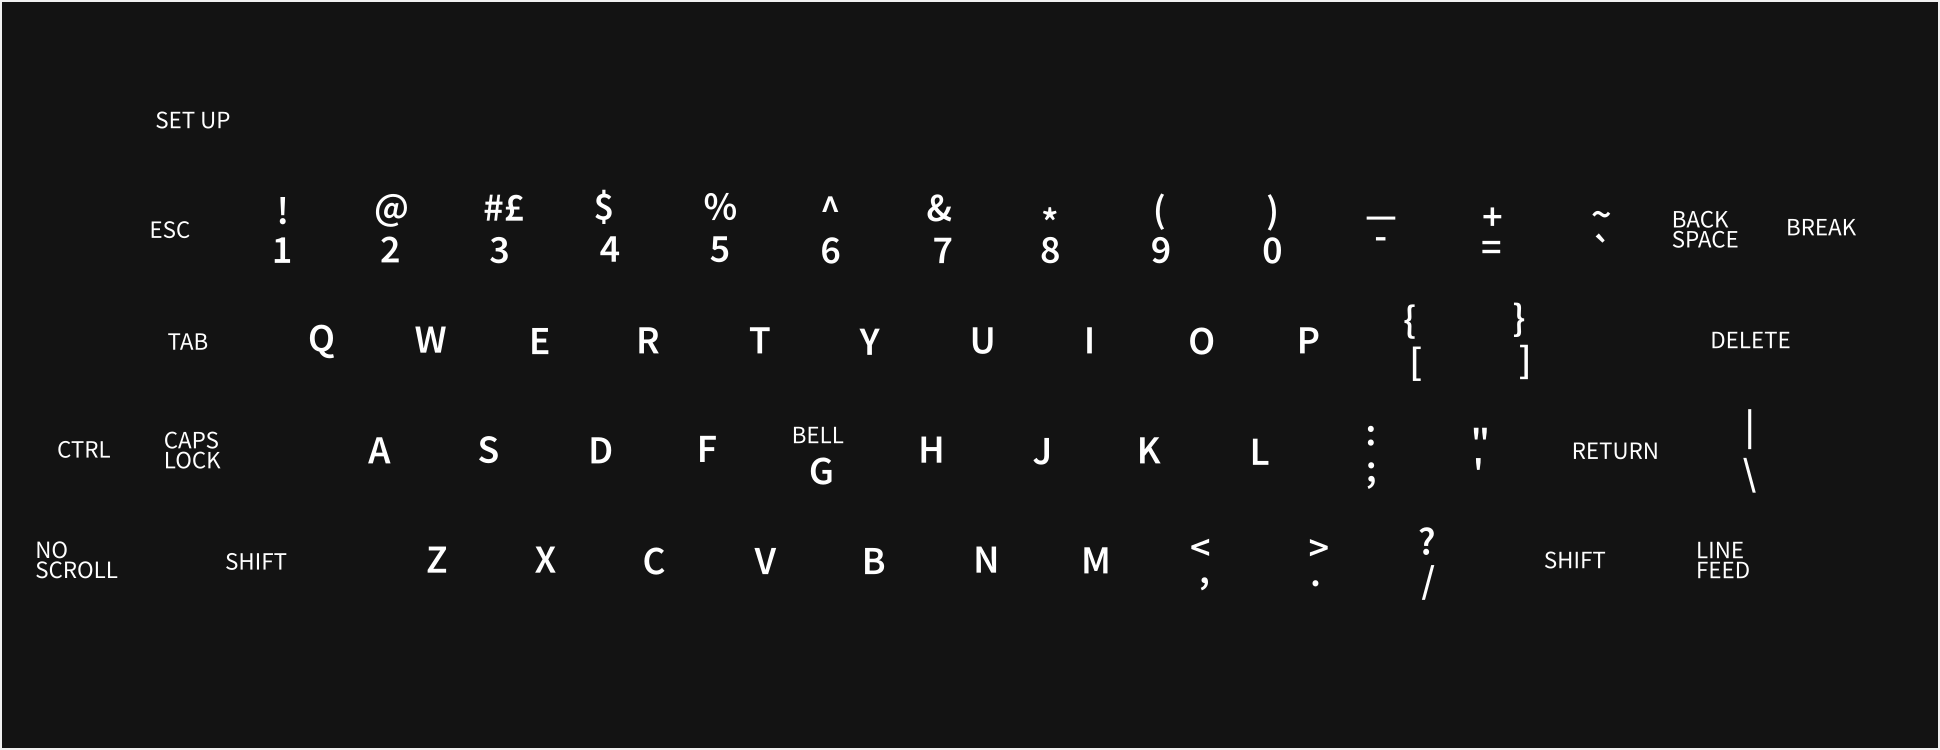 SET UP
! @ #£ $ % ^ & * ( ) — + ~
ESC 1 2 3 4 5 6 7 8 9 0 - = ` BACK SPACE BREAK
{ }
TAB Q W E R T Y U I O P [ ] DELETE
BELL : " |
CTRL CAPS LOCK A S D F G H J K L ; ' RETURN \
< > ?
NO SCROLL SHIFT Z X C V B N M , . / SHIFT LINE FEED